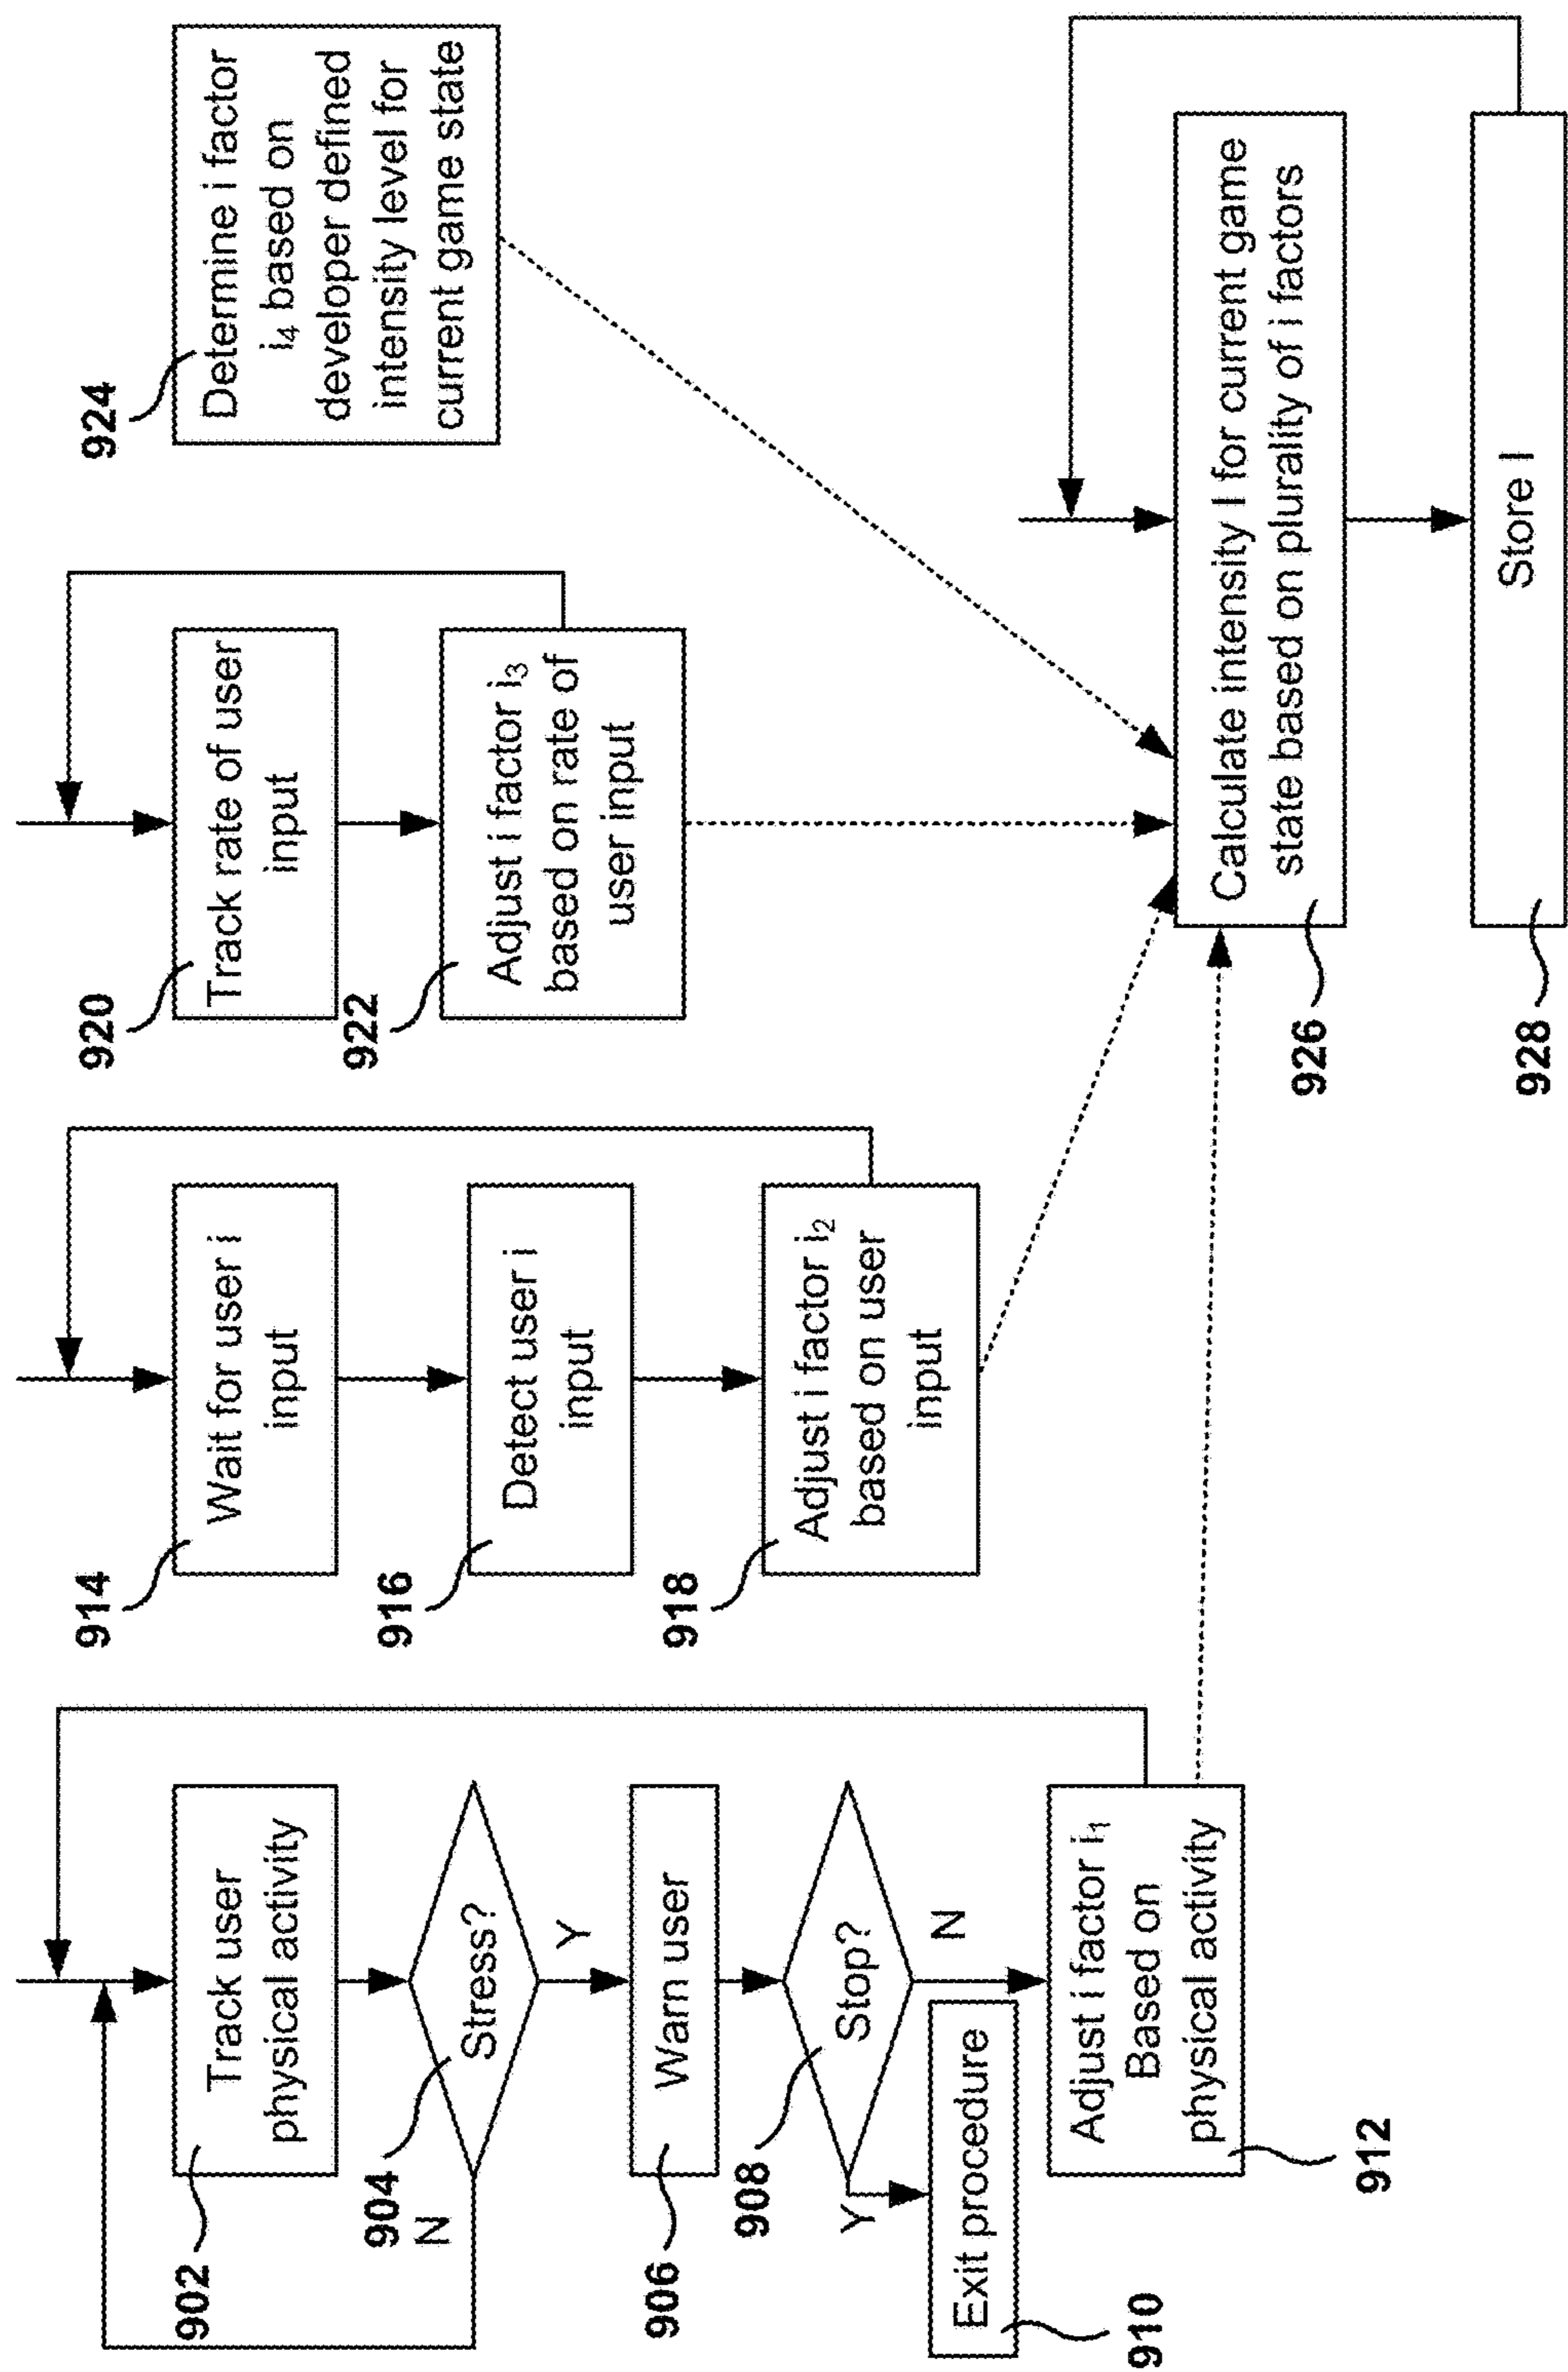 902
Track user
physical activity
904
Stress?
N
Y
906
Warn user
908
Stop?
Y
N
910
Exit procedure
912
Adjust i factor i₁
Based on
physical activity
914
Wait for user i
input
916
Detect user i
input
918
Adjust i factor i₂
based on user
input
920
Track rate of user
input
922
Adjust i factor i₃
based on rate of
user input
924
Determine i factor
i₄ based on
developer defined
intensity level for
current game state
926
Calculate intensity I for current game
state based on plurality of i factors
928
Store I